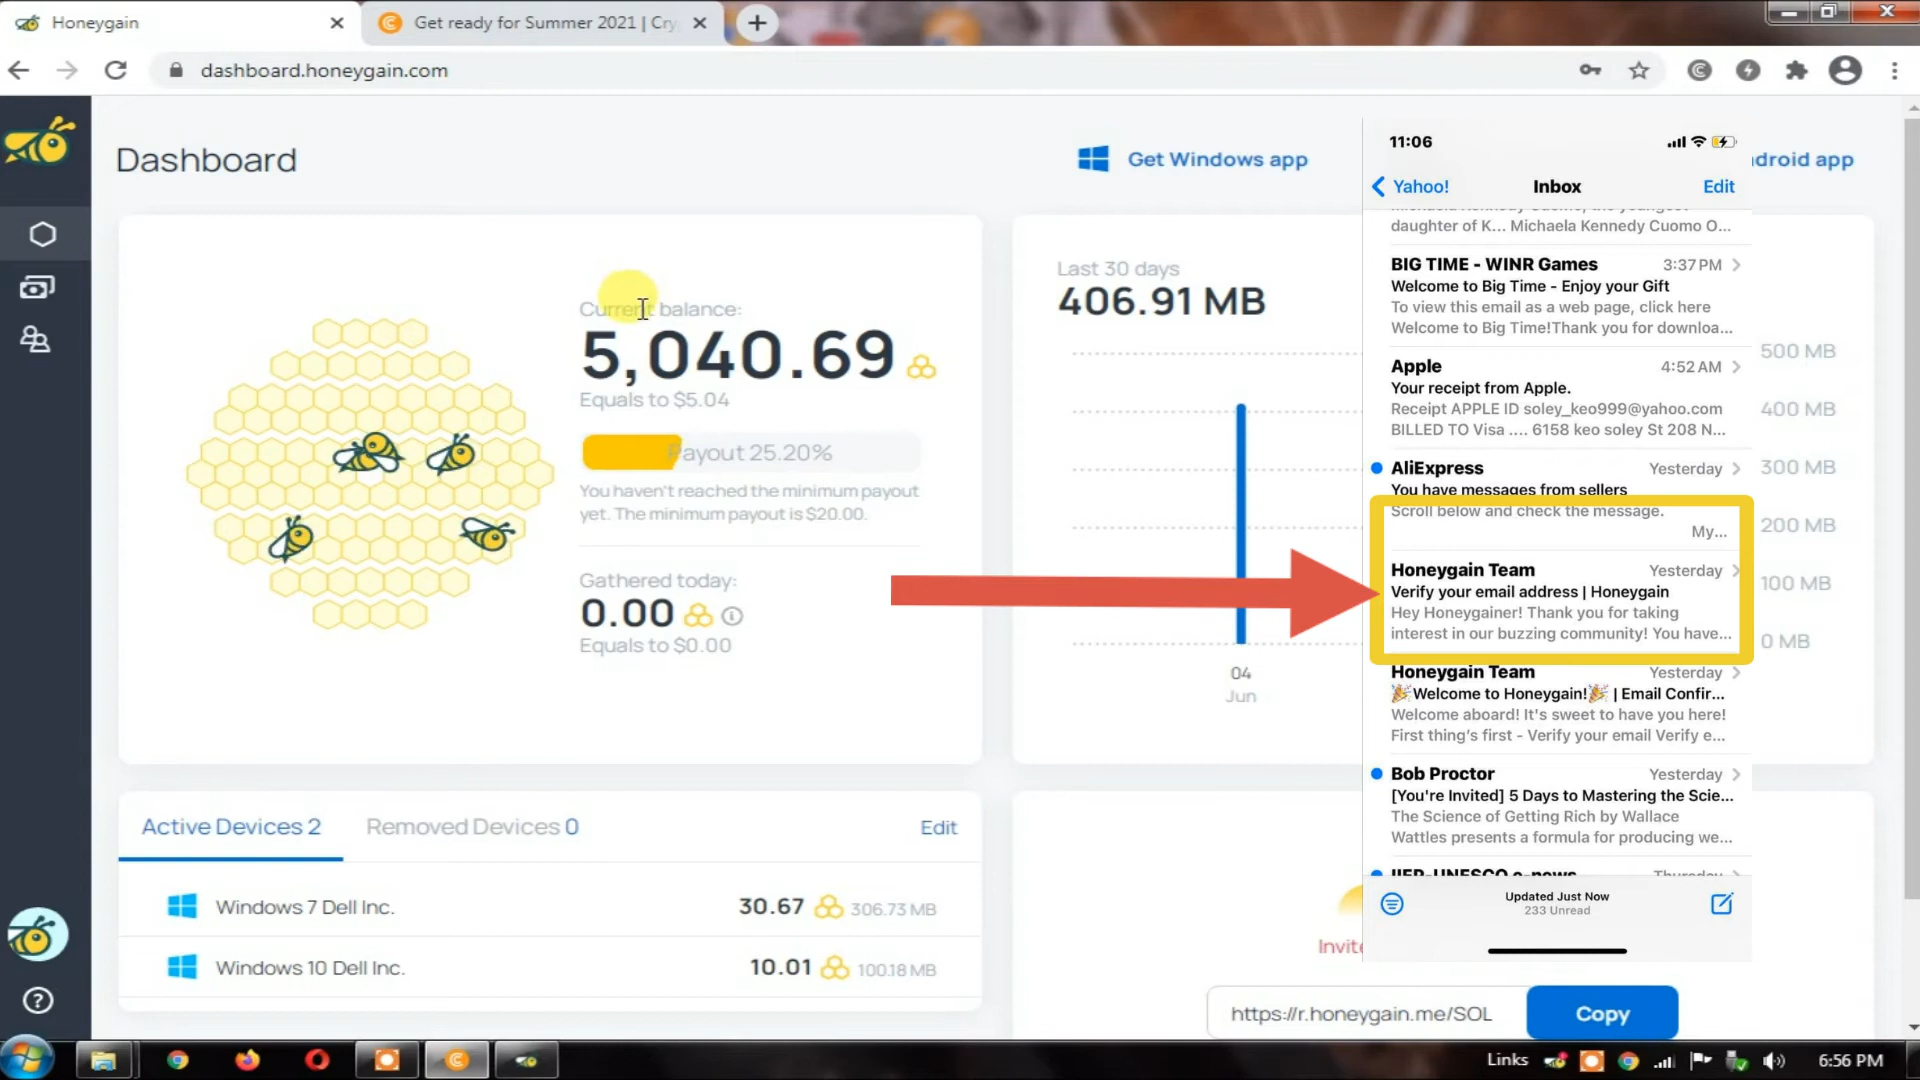 Honeygain
Get ready for Summer 2021 | Cry
dashboard.honeygain.com
Dashboard
Get Windows app
droid app
Current balance:
5,040.69
Equals to $5.04
Payout 25.20%
You haven't reached the minimum payout
yet. The minimum payout is $20.00.
Gathered today:
0.00
Equals to $0.00
Last 30 days
406.91 MB
500 MB
400 MB
300 MB
200 MB
100 MB
0 MB
04
Jun
11:06
Yahoo!
Inbox
Edit
daughter of K... Michaela Kennedy Cuomo O...
BIG TIME - WINR Games
3:37 PM
Welcome to Big Time - Enjoy your Gift
To view this email as a web page, click here
Welcome to Big Time!Thank you for downloa...
Apple
4:52 AM
Your receipt from Apple.
Receipt APPLE ID soley_keo999@yahoo.com
BILLED TO Visa .... 6158 keo soley St 208 N...
AliExpress
Yesterday
You have messages from sellers
Scroll below and check the message.
My...
Honeygain Team
Yesterday
Verify your email address | Honeygain
Hey Honeygainer! Thank you for taking
interest in our buzzing community! You have...
Honeygain Team
Yesterday
🎉Welcome to Honeygain!🎉 | Email Confir...
Welcome aboard! It's sweet to have you here!
First thing's first - Verify your email Verify e...
Bob Proctor
Yesterday
[You're Invited] 5 Days to Mastering the Scie...
The Science of Getting Rich by Wallace
Wattles presents a formula for producing we...
IIEP-UNESCO e-news
Thursday
Updated Just Now
233 Unread
Active Devices 2
Removed Devices 0
Edit
Windows 7 Dell Inc.
30.67
306.73 MB
Windows 10 Dell Inc.
10.01
100.18 MB
Invite
https://r.honeygain.me/SOL
Copy
Links
6:56 PM